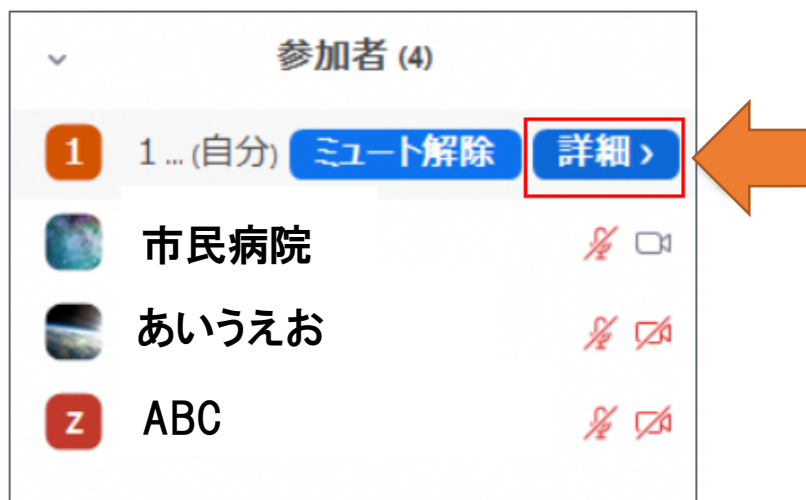 参加者 (4)
1 1 ... (自分) ミュート解除 詳細 ›
市民病院
あいうえお
Z ABC